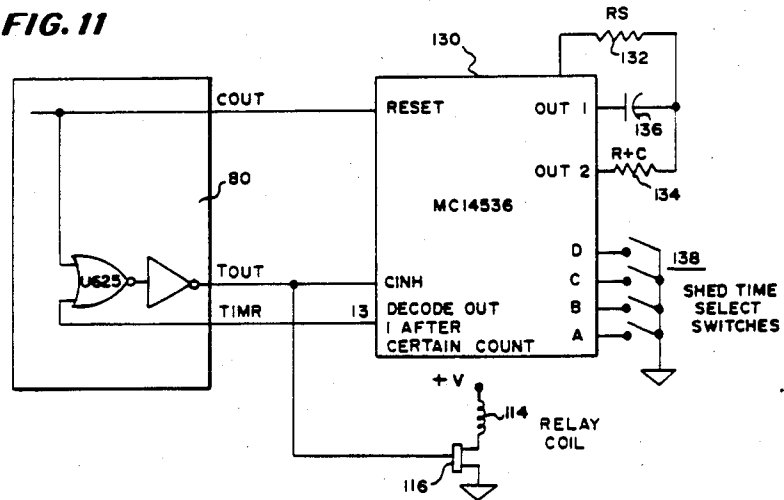 FIG. 11
RS
130
132
COUT
RESET
OUT 1
136
R+C
80
OUT 2
134
MC14536
U625
TOUT
D
138
C
SHED TIME
SELECT
SWITCHES
CINH
B
TIMR
13
DECODE OUT
1 AFTER
CERTAIN COUNT
A
+V
114
RELAY
COIL
116